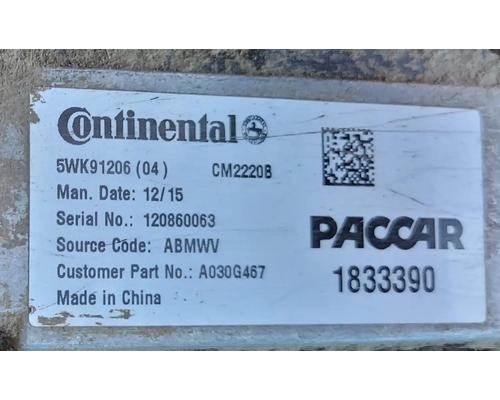 Continental
5WK91206 (04) CM2220B
Man. Date: 12/15
Serial No.: 120860063
Source Code: ABMWV
Customer Part No.: A030G467
Made in China
PACCAR
1833390